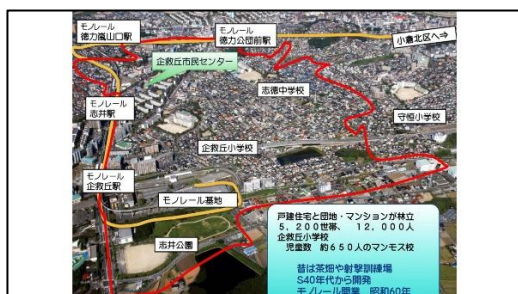 モノレール
徳力嵐山口駅
モノレール
徳力公団前駅
小倉北区へ⇒
企救丘市民センター
モノレール
志井駅
志徳中学校
守恒小学校
企救丘小学校
モノレール
企救丘駅
モノレール基地
志井公園
戸建住宅と団地・マンションが林立
5,200世帯、 12,000人
企救丘小学校
児童数 約650人のマンモス校
昔は茶畑や射撃訓練場
S40年代から開発
モノレール開業 昭和60年